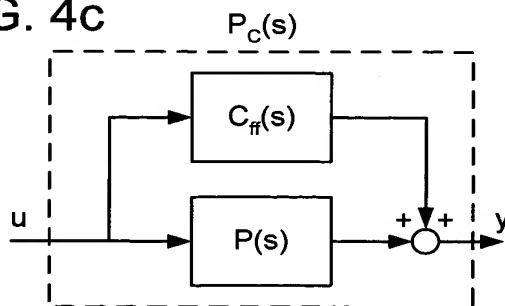 G. 4c
P_C(s)
C_ff(s)
u
P(s)
+ +
y